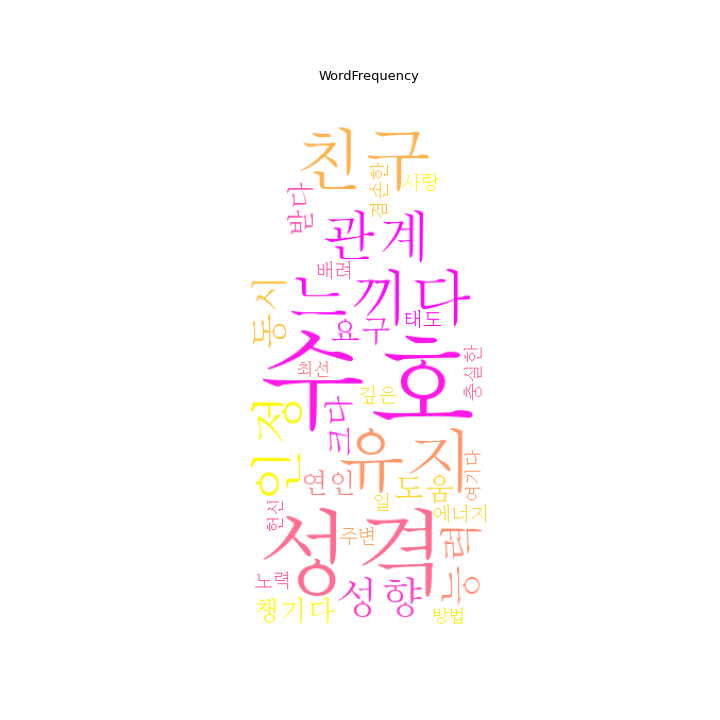 WordFrequency
친구
겸손한
사랑
받다
관계
배려
느끼다
동시
요구
태도
수호
최선
충실한
깊은
크다
인정
유지
연인
도움
여기다
일
에너지
헌신
성격
주변
능력
노력
성향
챙기다
방법